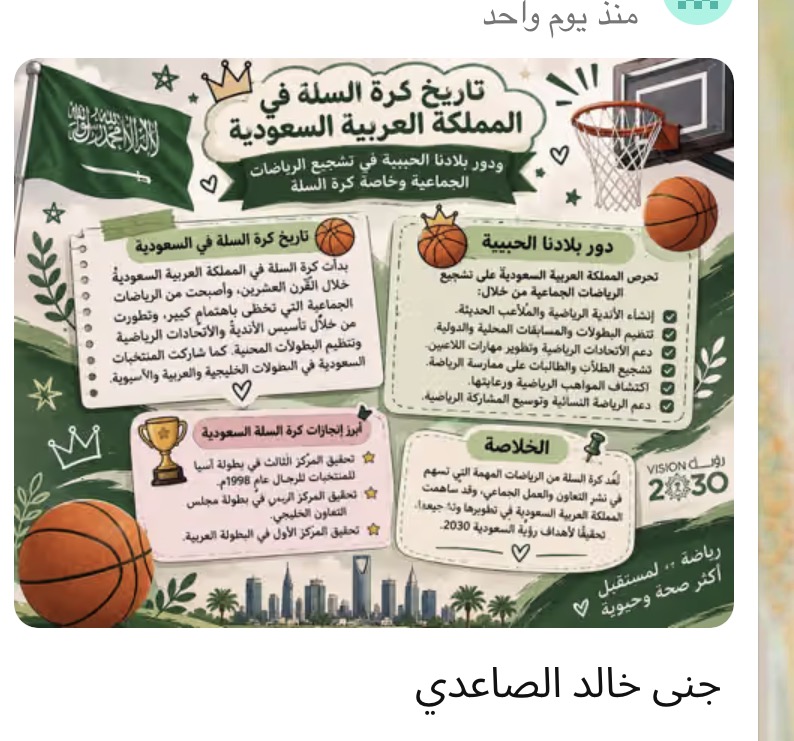 منذ يوم واحد
تاريخ كرة السلة في
المملكة العربية السعودية
ودور بلادنا الحبيبة في تشجيع الرياضات
الجماعية وخاصة كرة السلة
تاريخ كرة السلة في السعودية
بدأت كرة السلة في المملكة العربية السعودية
خلال القرن العشرين، وأصبحت من الرياضات
الجماعية التي تحظى باهتمام كبير، وتطورت
من خلال تأسيس الأندية والاتحادات الرياضية
وتنظيم البطولات المحلية. كما شاركت المنتخبات
السعودية في البطولات الخليجية والعربية والآسيوية.
دور بلادنا الحبيبة
تحرص المملكة العربية السعودية على تشجيع
الرياضات الجماعية من خلال:
إنشاء الأندية الرياضية والملاعب الحديثة.
تنظيم البطولات والمسابقات المحلية والدولية.
دعم الاتحادات الرياضية وتطوير مهارات اللاعبين.
تشجيع الطلاب والطالبات على ممارسة الرياضة.
اكتشاف المواهب الرياضية ورعايتها.
دعم الرياضة النسائية وتوسيع المشاركة الرياضية.
أبرز إنجازات كرة السلة السعودية
تحقيق المركز الثالث في بطولة آسيا
للمنتخبات للرجال عام 1998م.
تحقيق المركز في بطولة مجلس
التعاون الخليجي.
تحقيق المركز الأول في البطولة العربية.
الخلاصة
تُعد كرة السلة من الرياضات المهمة التي تسهم
في نشر التعاون والعمل الجماعي، وقد ساهمت
المملكة العربية السعودية في تطويرها
تحقيقًا لأهداف رؤية السعودية 2030.
VISION رؤيــة
2030
رياضة لمستقبل
أكثر صحة وحيوية
جنى خالد الصاعدي